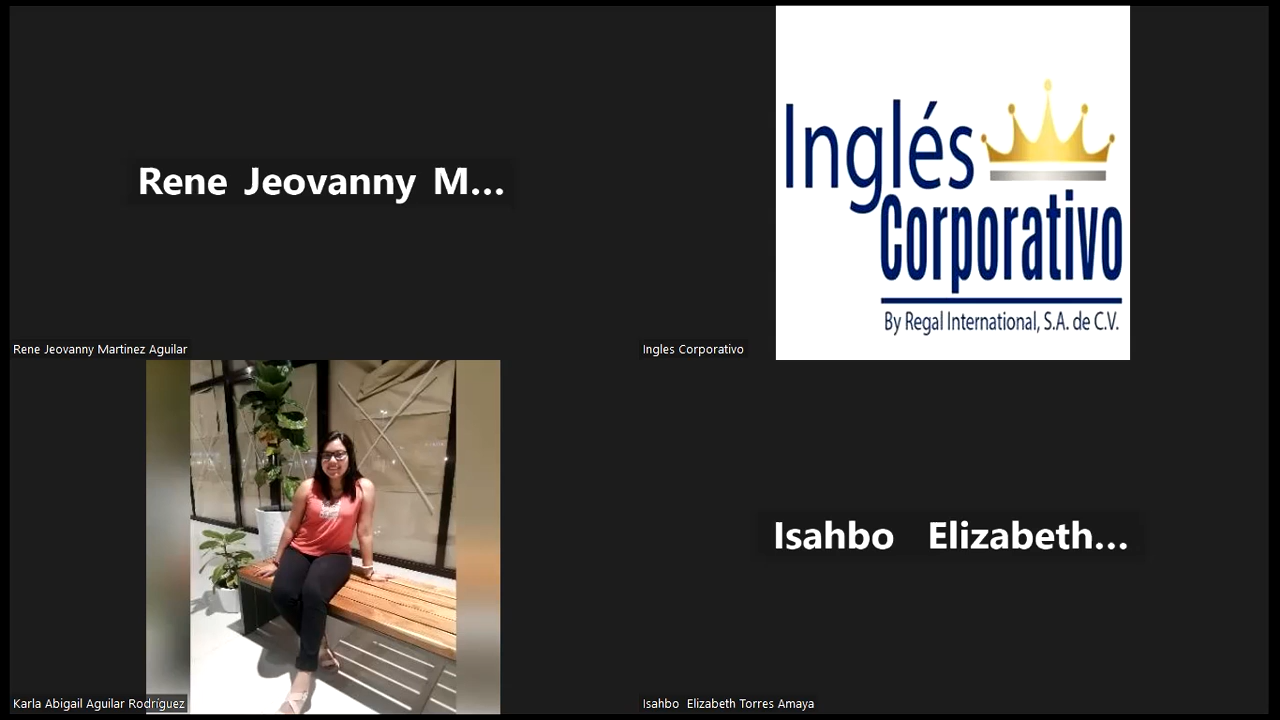 Rene Jeovanny M...
Rene Jeovanny Martinez Aguilar
Inglés
Corporativo
By Regal International, S.A. de C.V.
Ingles Corporativo
Karla Abigail Aguilar Rodríguez
Isahbo Elizabeth...
Isahbo Elizabeth Torres Amaya